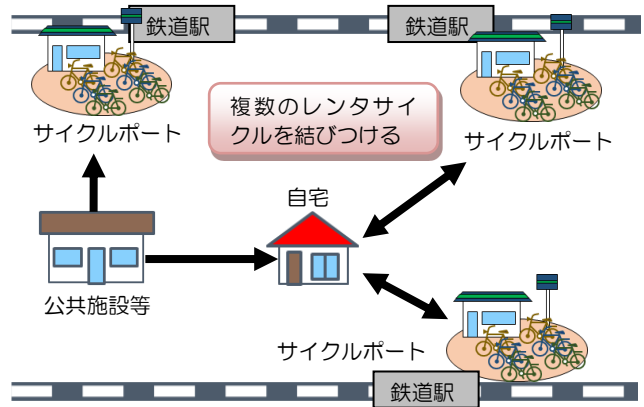 鉄道駅
鉄道駅
複数のレンタサイ
クルを結びつける
サイクルポート
サイクルポート
自宅
公共施設等
サイクルポート
鉄道駅